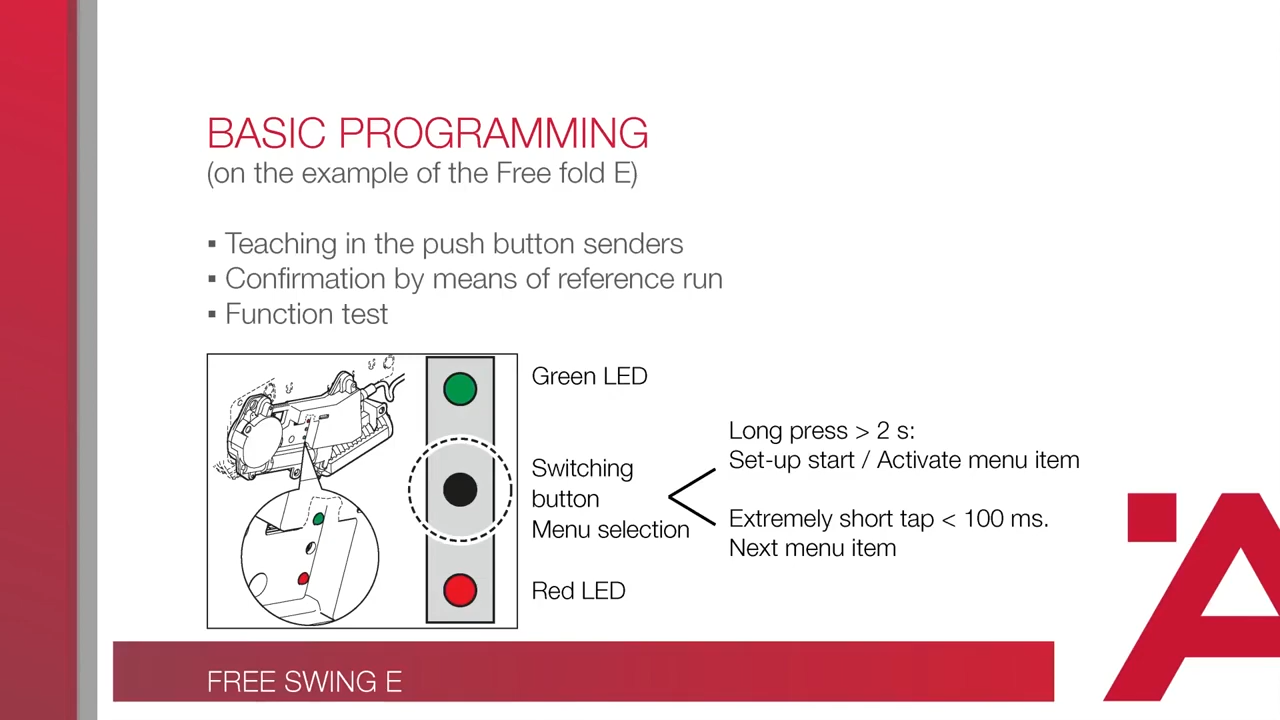 BASIC PROGRAMMING
(on the example of the Free fold E)
▪ Teaching in the push button senders
▪ Confirmation by means of reference run
▪ Function test
Green LED
Switching
button
Menu selection
Long press > 2 s:
Set-up start / Activate menu item
Extremely short tap < 100 ms.
Next menu item
Red LED
FREE SWING E